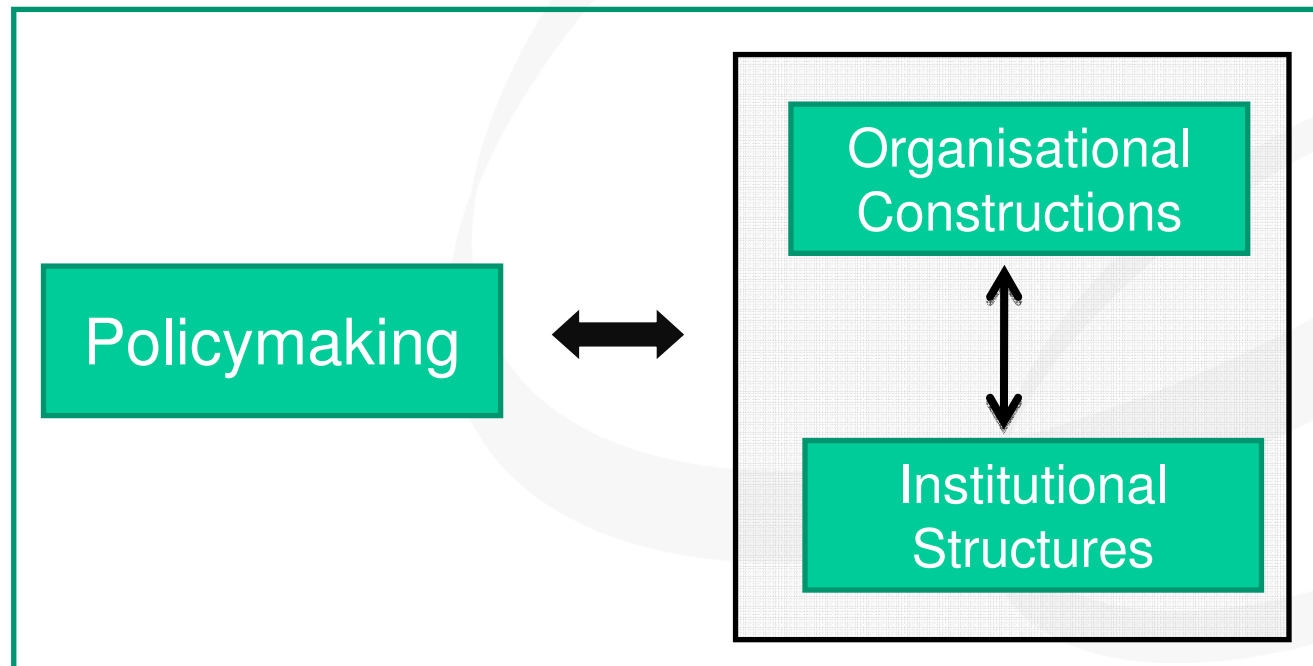 Policymaking
Organisational
Constructions
Institutional
Structures